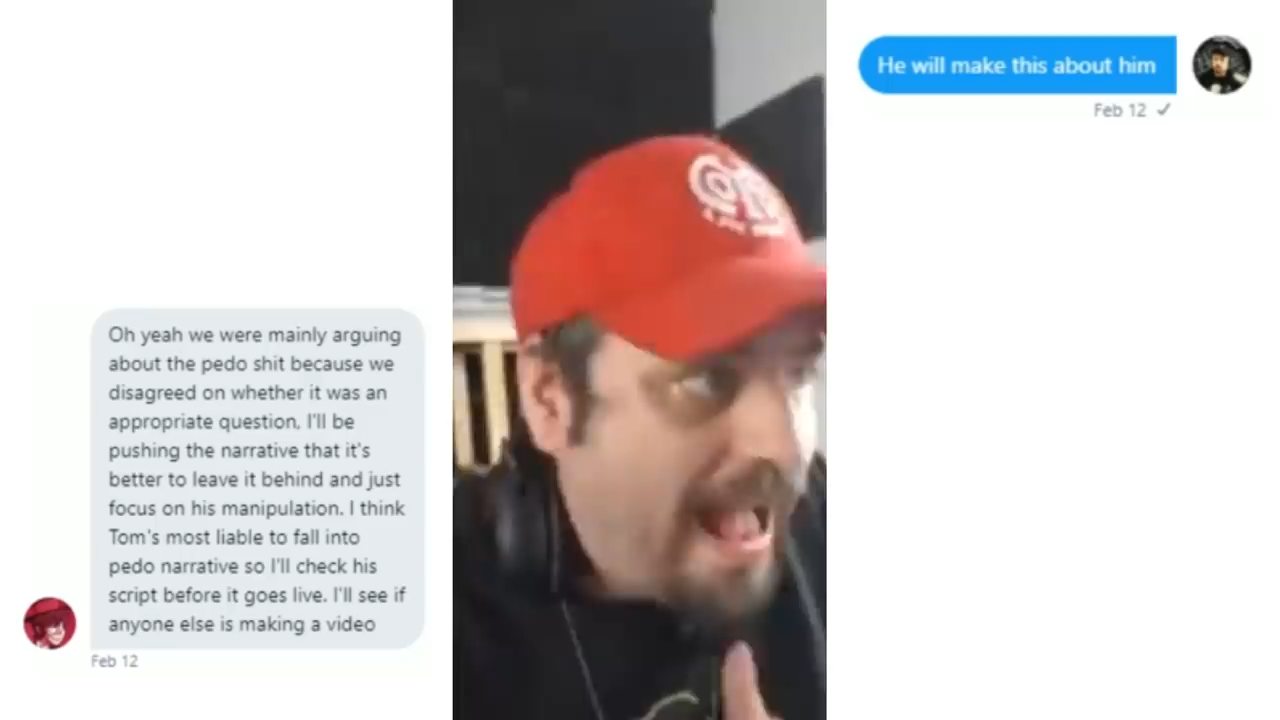 Oh yeah we were mainly arguing
about the pedo shit because we
disagreed on whether it was an
appropriate question. I'll be
pushing the narrative that it's
better to leave it behind and just
focus on his manipulation. I think
Tom's most liable to fall into
pedo narrative so I'll check his
script before it goes live. I'll see if
anyone else is making a video
Feb 12
He will make this about him
Feb 12 ✓